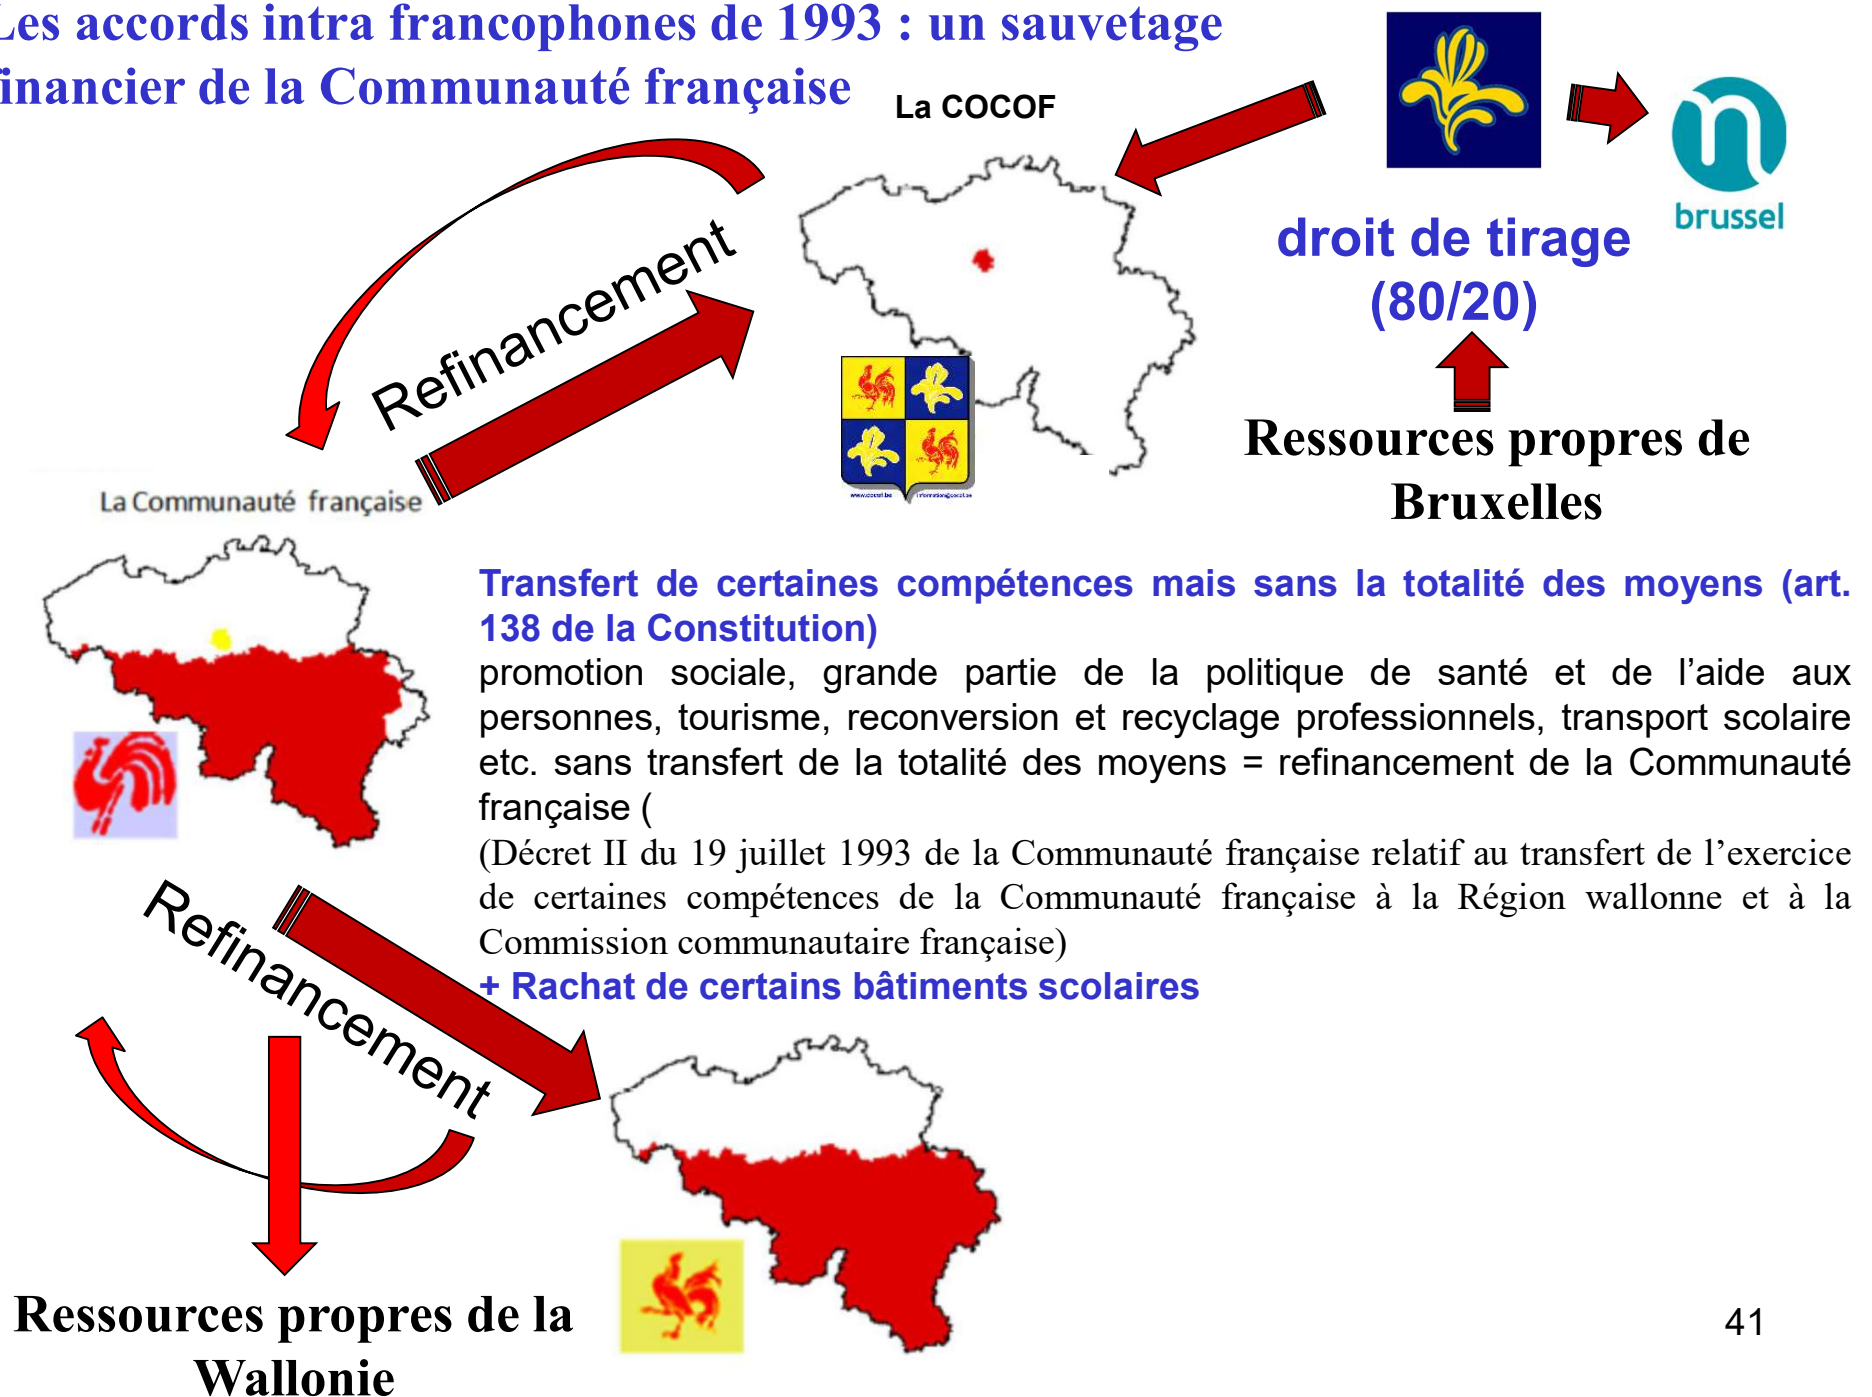 Les accords intra francophones de 1993 : un sauvetage
financier de la Communauté française
La COCOF
brussel
droit de tirage
(80/20)
Refinancement
Ressources propres de
Bruxelles
www.cocof.be
information@cocof.be
La Communauté française
Transfert de certaines compétences mais sans la totalité des moyens (art.
138 de la Constitution)
promotion sociale, grande partie de la politique de santé et de l’aide aux
personnes, tourisme, reconversion et recyclage professionnels, transport scolaire
etc. sans transfert de la totalité des moyens = refinancement de la Communauté
française (
(Décret II du 19 juillet 1993 de la Communauté française relatif au transfert de l’exercice
de certaines compétences de la Communauté française à la Région wallonne et à la
Commission communautaire française)
+ Rachat de certains bâtiments scolaires
Refinancement
Ressources propres de la
Wallonie
41